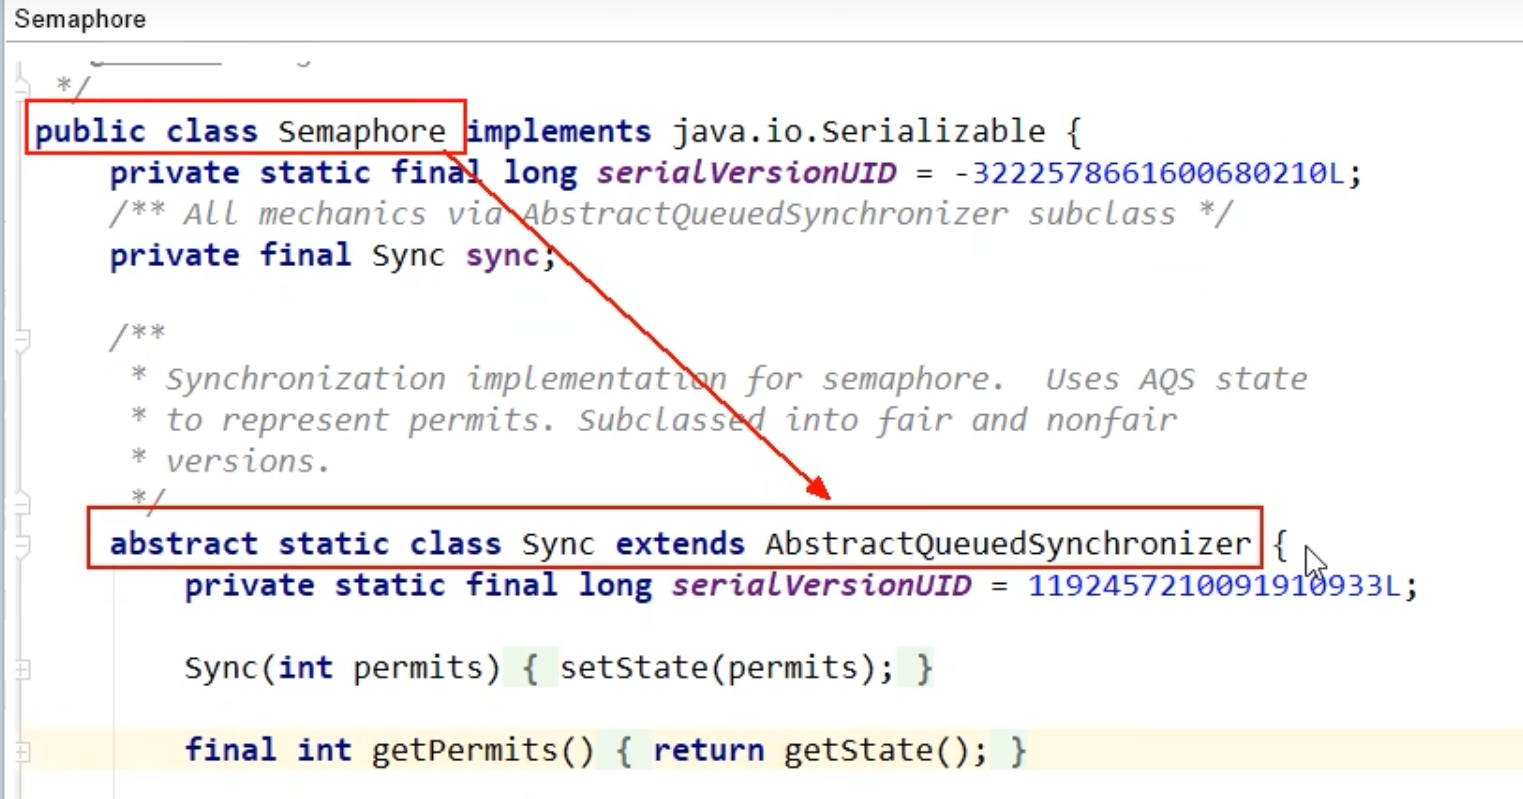 Semaphore
*/
public class Semaphore implements java.io.Serializable {
private static final long serialVersionUID = -3222578661600680210L;
/** All mechanics via AbstractQueuedSynchronizer subclass */
private final Sync sync;
/**
* Synchronization implementation for semaphore.  Uses AQS state
* to represent permits. Subclassed into fair and nonfair
* versions.
*/
abstract static class Sync extends AbstractQueuedSynchronizer {
private static final long serialVersionUID = 1192457210091910933L;
Sync(int permits) { setState(permits); }
final int getPermits() { return getState(); }